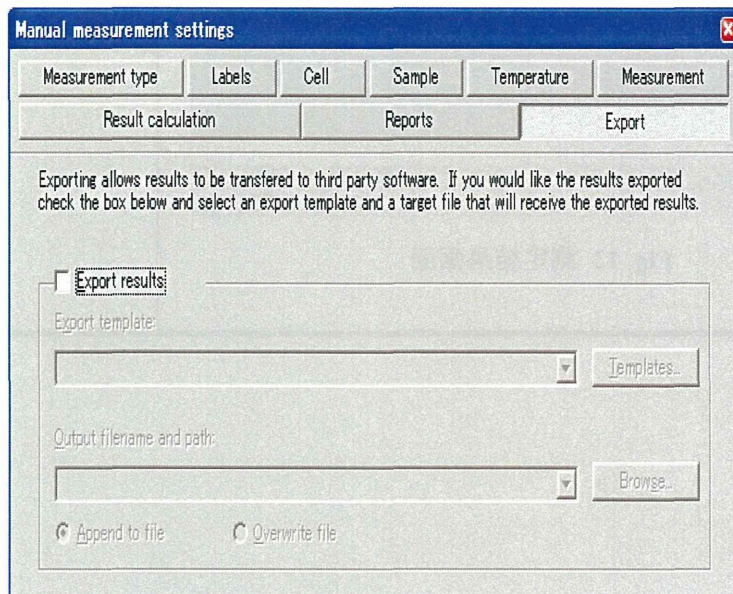 Manual measurement settings
Measurement type Labels Cell Sample Temperature Measurement
Result calculation Reports Export
Exporting allows results to be transfered to third party software. If you would like the results exported
check the box below and select an export template and a target file that will receive the exported results.
Export results
Export template:
Templates...
Output filename and path:
Browse...
Append to file Overwrite file